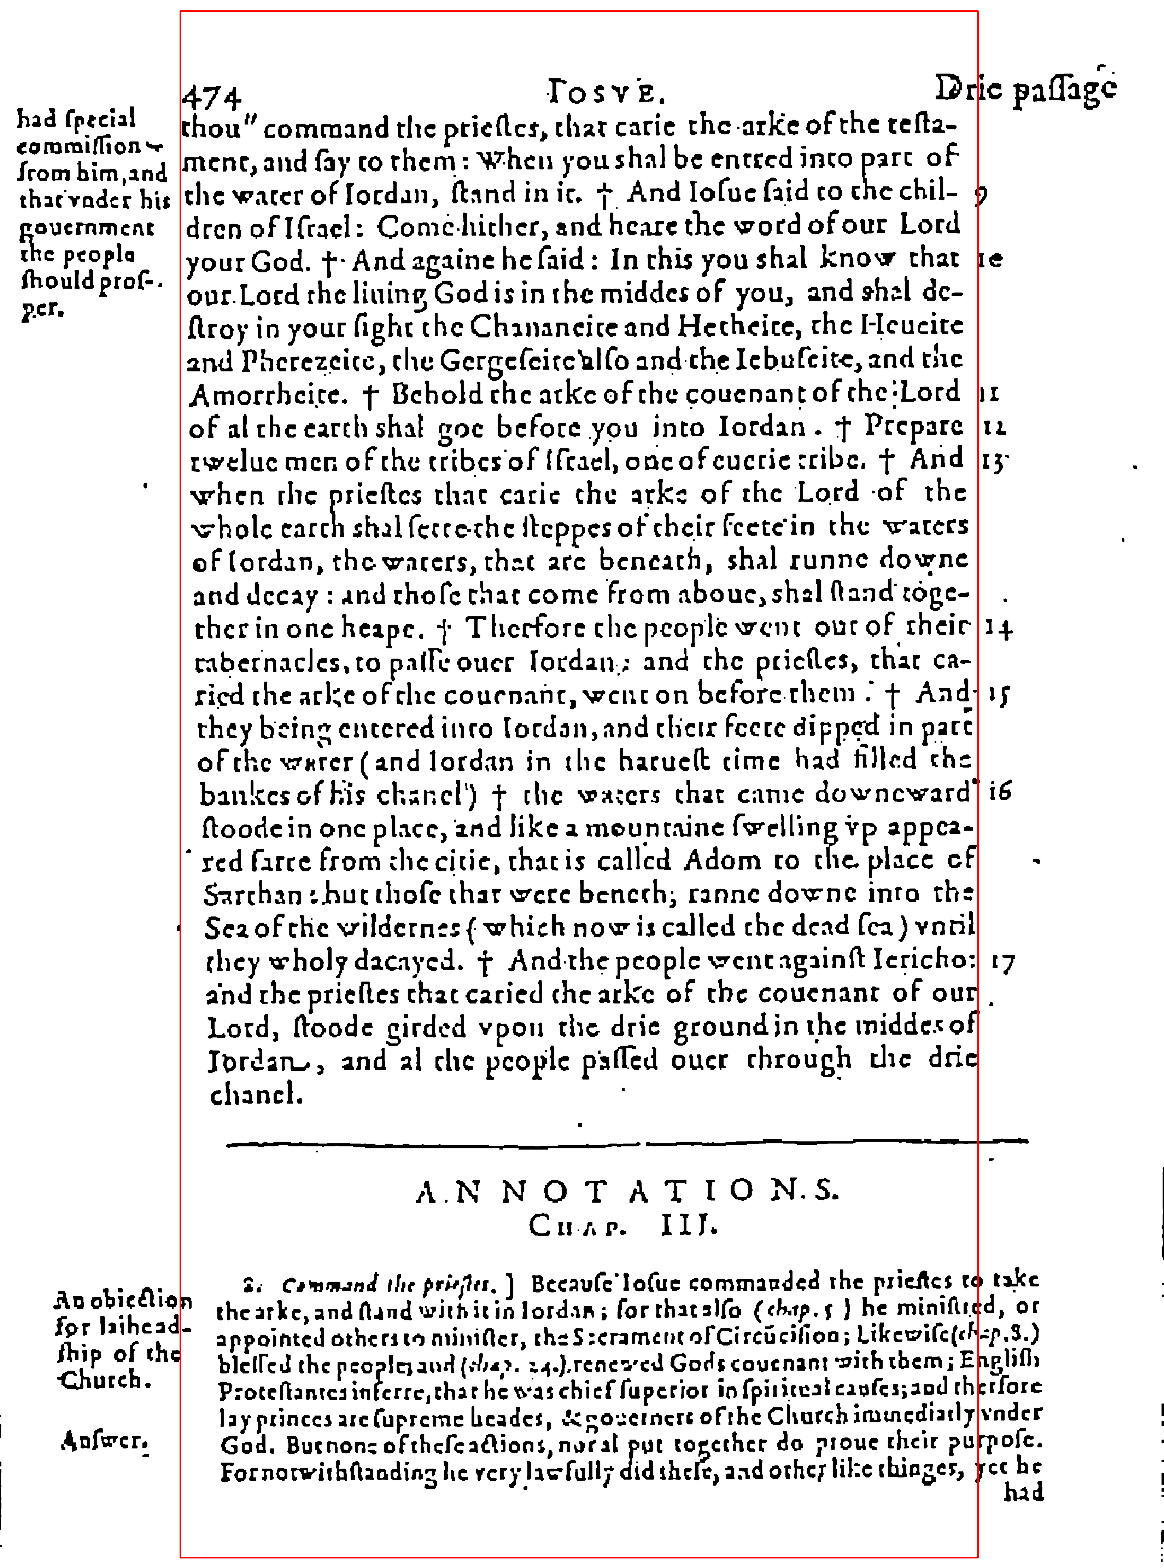 474 IOSVE. Drie paſſage
had ſpecial
commiſſion
from him, and
that vnder his
gouernment
the people
ſhould proſ-
per.
thou" command the prieſtes, that carie the arke of the teſta-
ment, and ſay to them: When you shal be entred into part of
the water of Iordan, ſtand in it. † And Ioſue ſaid to the chil- 9
dren of Iſrael: Come hither, and heare the word of our Lord
your God. † And againe he ſaid: In this you shal know that 10
our Lord the liuing God is in the middes of you, and shal de-
ſtroy in your ſight the Chananeite and Hetheite, the Heueite
and Pherezeite, the Gergeſeite alſo and the Iebuſeite, and the
Amorrheite. † Behold the arke of the couenant of the Lord 11
of al the earth shal goe before you into Iordan. † Prepare 12
twelue men of the tribes of Iſrael, one of euerie tribe. † And 13
when the prieſtes that carie the arke of the Lord of the
whole earth shal ſette the ſteppes of their feete in the waters
of Iordan, the waters, that are beneath, shal runne downe
and decay: and thoſe that come from aboue, shal ſtand toge-
ther in one heape. † Therfore the people went out of their 14
tabernacles, to paſſe ouer Iordan; and the prieſtes, that ca-
ried the arke of the couenant, went on before them. † And 15
they being entered into Iordan, and their feete dipped in part
of the water (and Iordan in the harueſt time had filled the
bankes of his chanel) † the waters that came downeward 16
ſtoode in one place, and like a mountaine ſwelling vp appea-
red farre from the citie, that is called Adom to the place of
Sarthan: but thoſe that were beneth, ranne downe into the
Sea of the wildernes (which now is called the dead ſea) vntil
they wholy dacayed. † And the people went againſt Iericho: 17
and the prieſtes that caried the arke of the couenant of our
Lord, ſtoode girded vpon the drie ground in the middes of
Iordan, and al the people paſſed ouer through the drie
chanel.
ANNOTATIONS.
CHAP. III.
An obiection
for laihead-
ſhip of the
Church.
Anſwer.
8. Command the prieſtes. ] Becauſe Ioſue commanded the prieſtes to take
the arke, and ſtand with it in Iordan; for that alſo (chap. 5) he miniſtred, or
appointed others to miniſter, the Sacrament of Circūciſion; Likewiſe (chap. 8.)
bleſſed the people; and (chap. 24.) renewed Gods couenant with them; Engliſh
Proteſtantes inferre, that he was chief ſuperior in ſpiritual cauſes; and therfore
lay princes are ſupreme heades, & gouerners of the Church immediatly vnder
God. But none of theſe actions, nor al put together do proue their purpoſe.
For notwithſtanding he very lawfully did theſe, and other like thinges, yet he
had